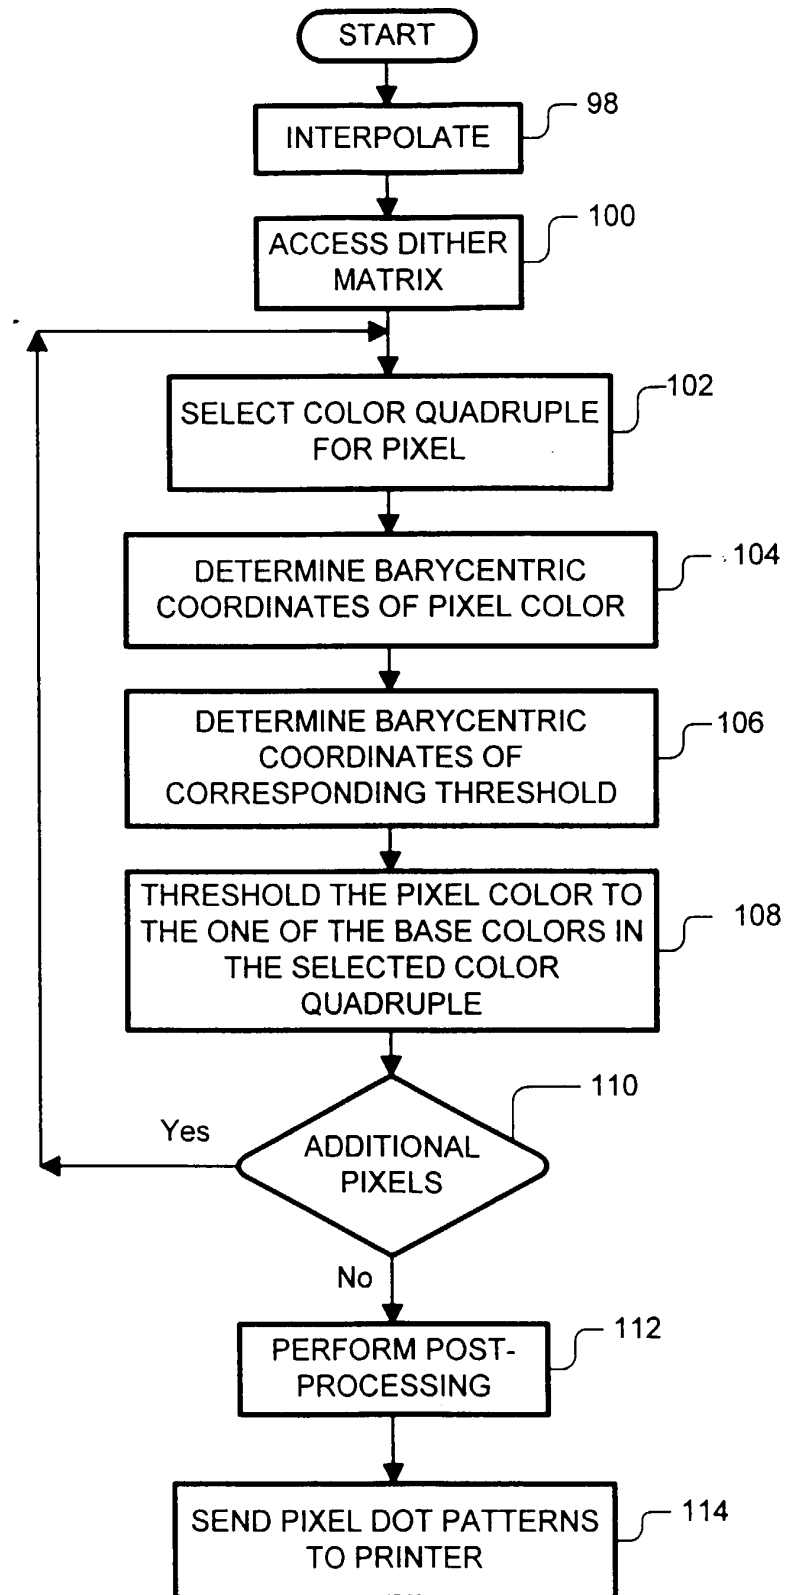 START
INTERPOLATE
98
ACCESS DITHER
MATRIX
100
SELECT COLOR QUADRUPLE
FOR PIXEL
102
DETERMINE BARYCENTRIC
COORDINATES OF PIXEL COLOR
104
DETERMINE BARYCENTRIC
COORDINATES OF
CORRESPONDING THRESHOLD
106
THRESHOLD THE PIXEL COLOR TO
THE ONE OF THE BASE COLORS IN
THE SELECTED COLOR
QUADRUPLE
108
ADDITIONAL
PIXELS
110
Yes
No
PERFORM POST-
PROCESSING
112
SEND PIXEL DOT PATTERNS
TO PRINTER
114